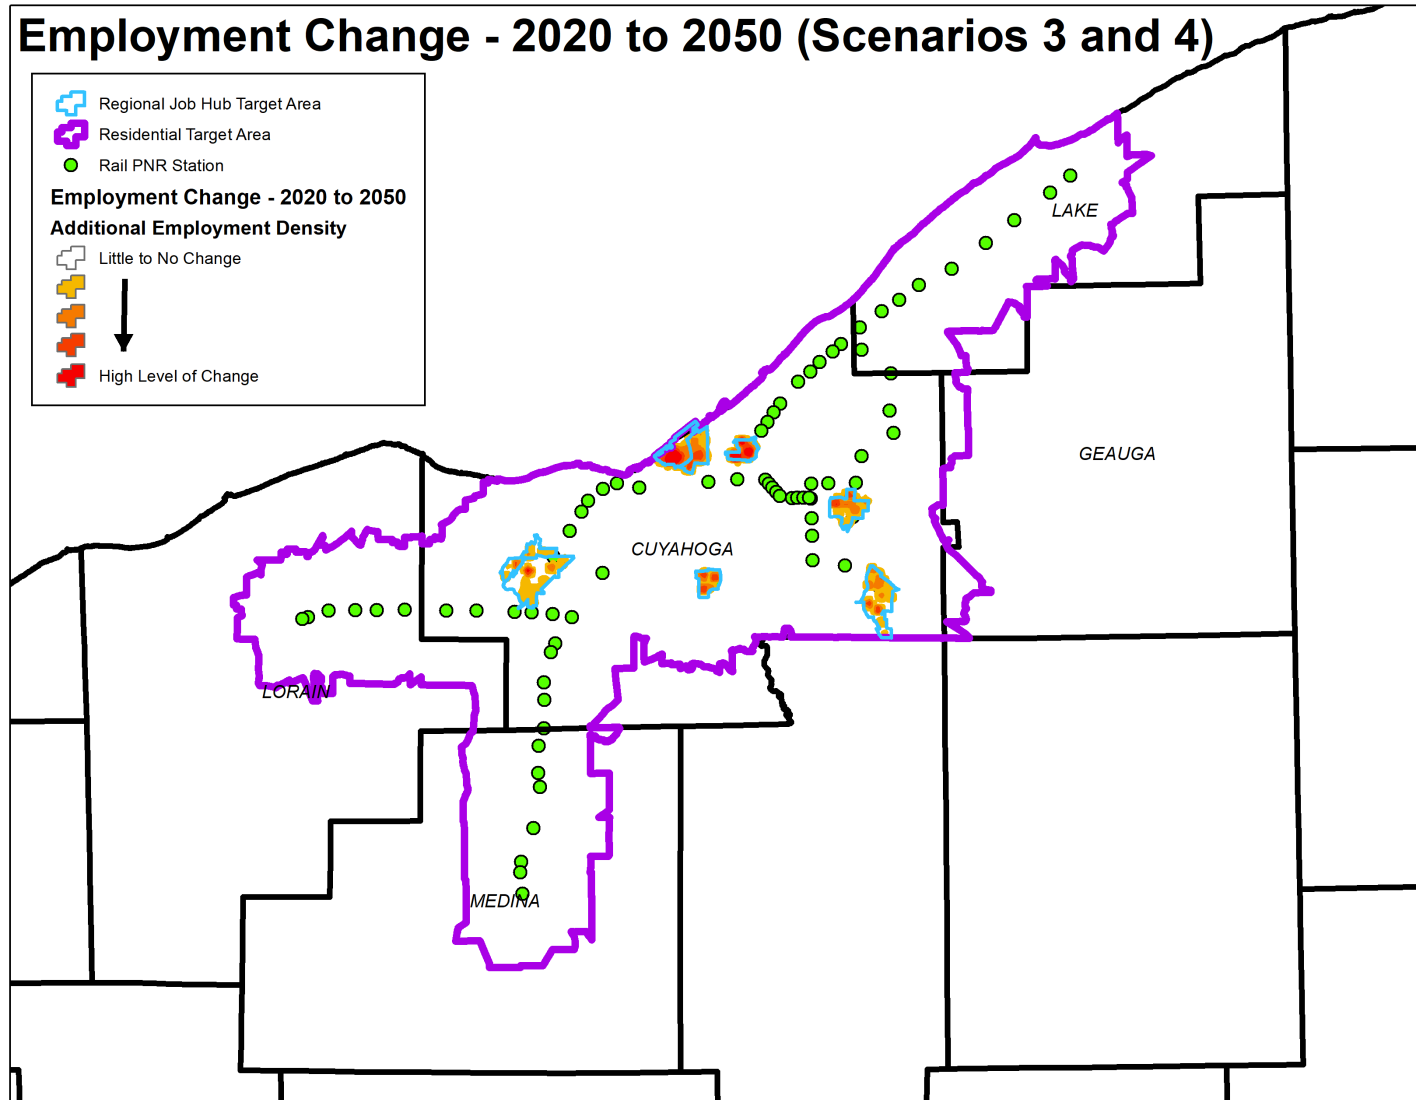 Employment Change - 2020 to 2050 (Scenarios 3 and 4)
Regional Job Hub Target Area
Residential Target Area
Rail PNR Station
Employment Change - 2020 to 2050
Additional Employment Density
Little to No Change
High Level of Change
LAKE
GEAUGA
CUYAHOGA
LORAIN
MEDINA